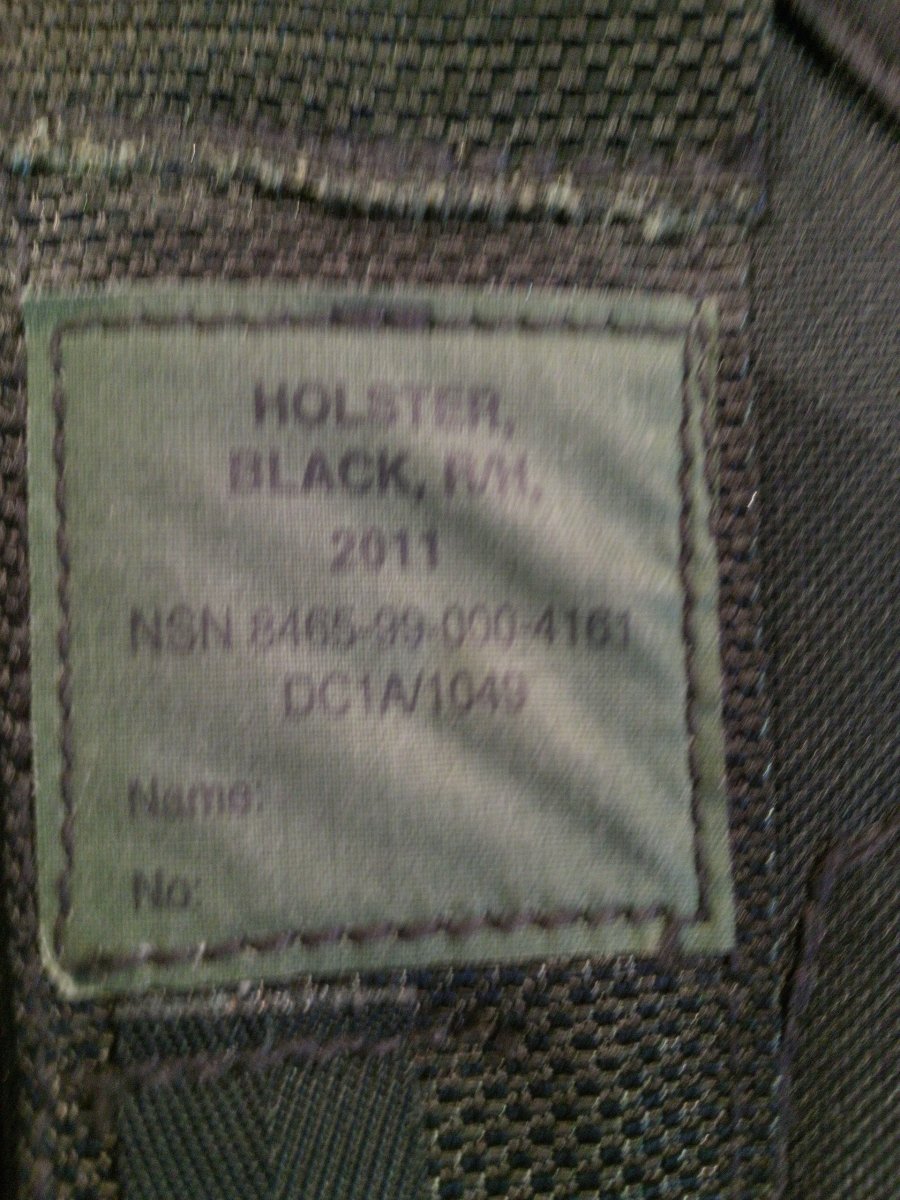 HOLSTER,
BLACK, R/H,
2011
NSN 8465-99-000-4161
DC1A/1049
Name:
No: